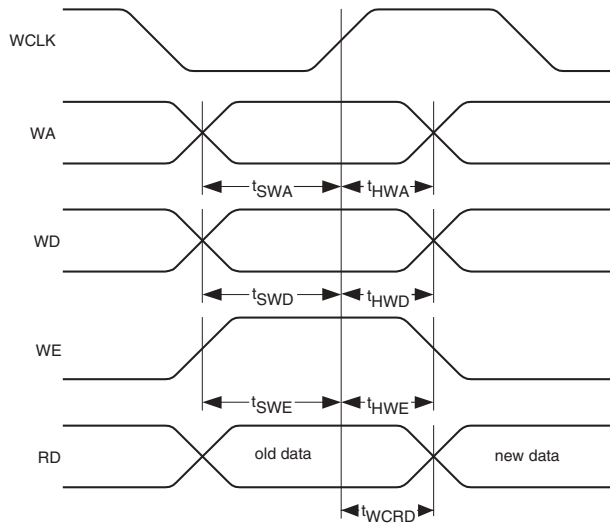 WCLK
WA
tSWA tHWA
WD
tSWD tHWD
WE
tSWE tHWE
RD old data new data
tWCRD